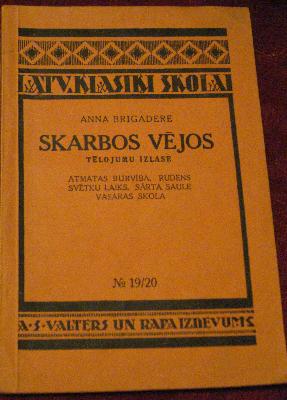 LATV. KLASIĶI SKOLAI
ANNA BRIGADERE
SKARBOS VĒJOS
TĒLOJUMU IZLASE
ATMATAS BURVĪBA, RUDENS
SVĒTKU LAIKS, SĀRTA SAULE
VASARAS SKOLA
№ 19/20
A·S·VALTERS UN RAPA IZDEVUMS